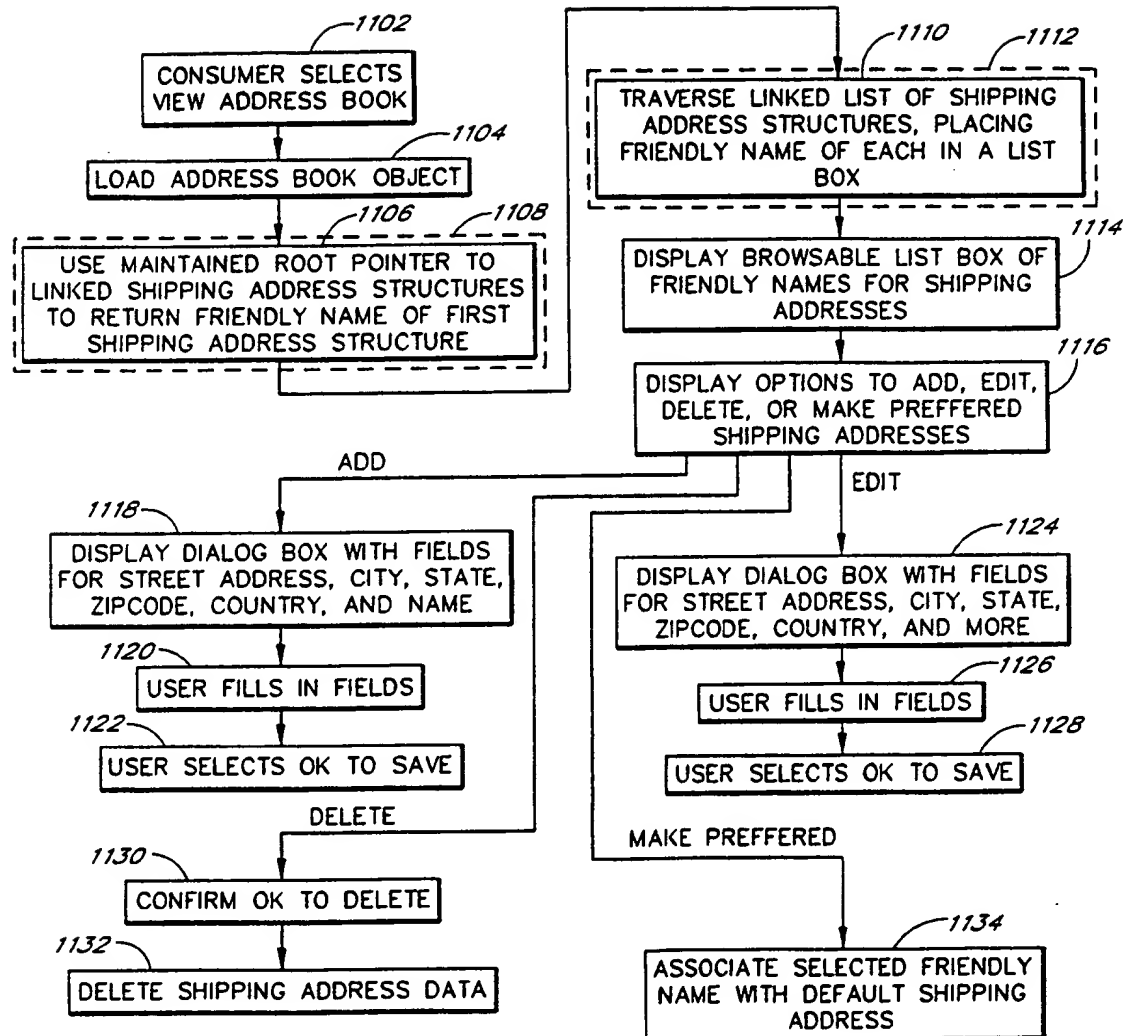 1102
CONSUMER SELECTS
VIEW ADDRESS BOOK
1104
LOAD ADDRESS BOOK OBJECT
1106
1108
USE MAINTAINED ROOT POINTER TO
LINKED SHIPPING ADDRESS STRUCTURES
TO RETURN FRIENDLY NAME OF FIRST
SHIPPING ADDRESS STRUCTURE
1110
1112
TRAVERSE LINKED LIST OF SHIPPING
ADDRESS STRUCTURES, PLACING
FRIENDLY NAME OF EACH IN A LIST
BOX
1114
DISPLAY BROWSABLE LIST BOX OF
FRIENDLY NAMES FOR SHIPPING
ADDRESSES
1116
DISPLAY OPTIONS TO ADD, EDIT,
DELETE, OR MAKE PREFFERED
SHIPPING ADDRESSES
ADD
1118
DISPLAY DIALOG BOX WITH FIELDS
FOR STREET ADDRESS, CITY, STATE,
ZIPCODE, COUNTRY, AND NAME
1120
USER FILLS IN FIELDS
1122
USER SELECTS OK TO SAVE
EDIT
1124
DISPLAY DIALOG BOX WITH FIELDS
FOR STREET ADDRESS, CITY, STATE,
ZIPCODE, COUNTRY, AND MORE
1126
USER FILLS IN FIELDS
1128
USER SELECTS OK TO SAVE
DELETE
1130
CONFIRM OK TO DELETE
1132
DELETE SHIPPING ADDRESS DATA
MAKE PREFFERED
1134
ASSOCIATE SELECTED FRIENDLY
NAME WITH DEFAULT SHIPPING
ADDRESS